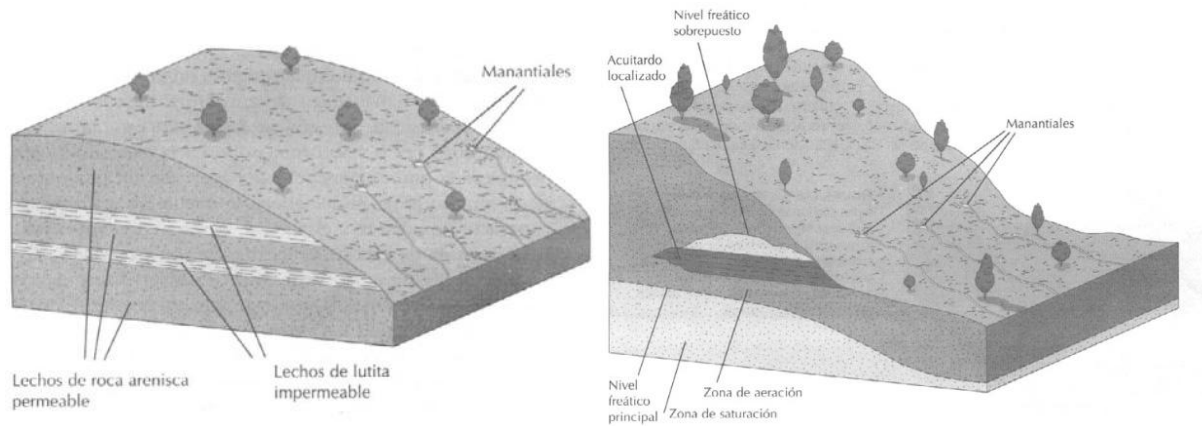 Manantiales
Lechos de roca arenisca
permeable
Lechos de lutita
impermeable
Nivel freático
sobrepuesto
Acuitardo
localizado
Manantiales
Nivel
freático
principal
Zona de aeración
Zona de saturación